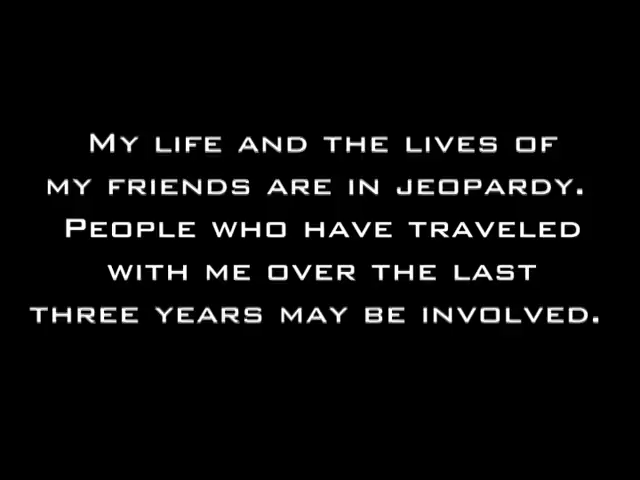 My life and the lives of
my friends are in jeopardy.
People who have traveled
with me over the last
three years may be involved.